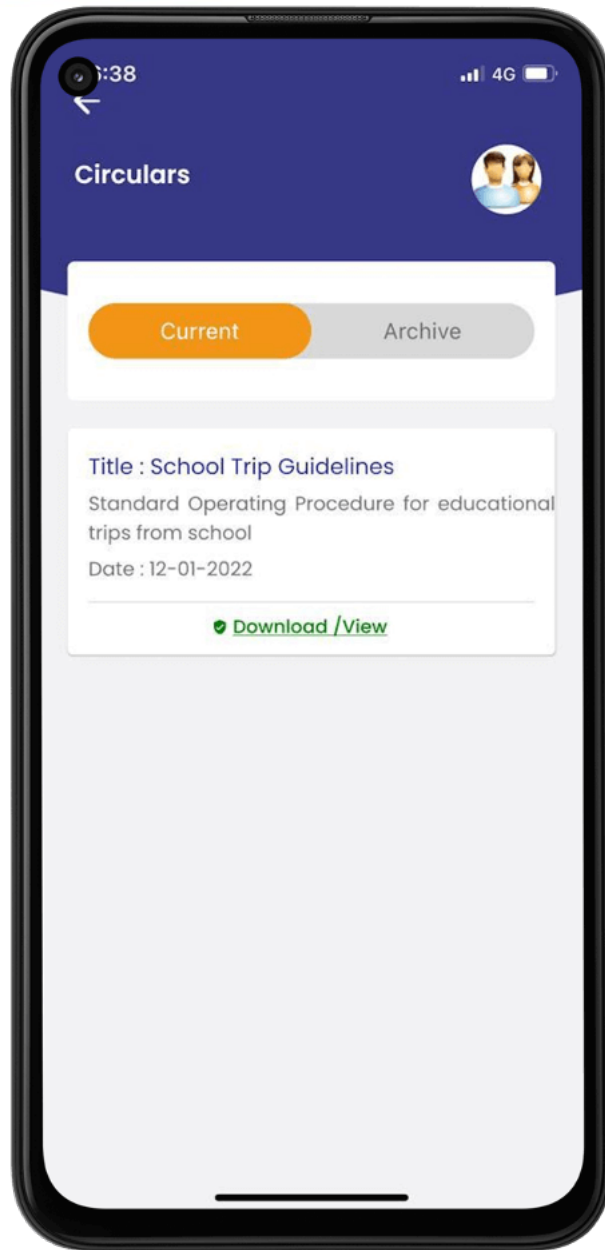 :38
4G
Circulars
Current
Archive
Title : School Trip Guidelines
Standard Operating Procedure for educational
trips from school
Date : 12-01-2022
Download /View